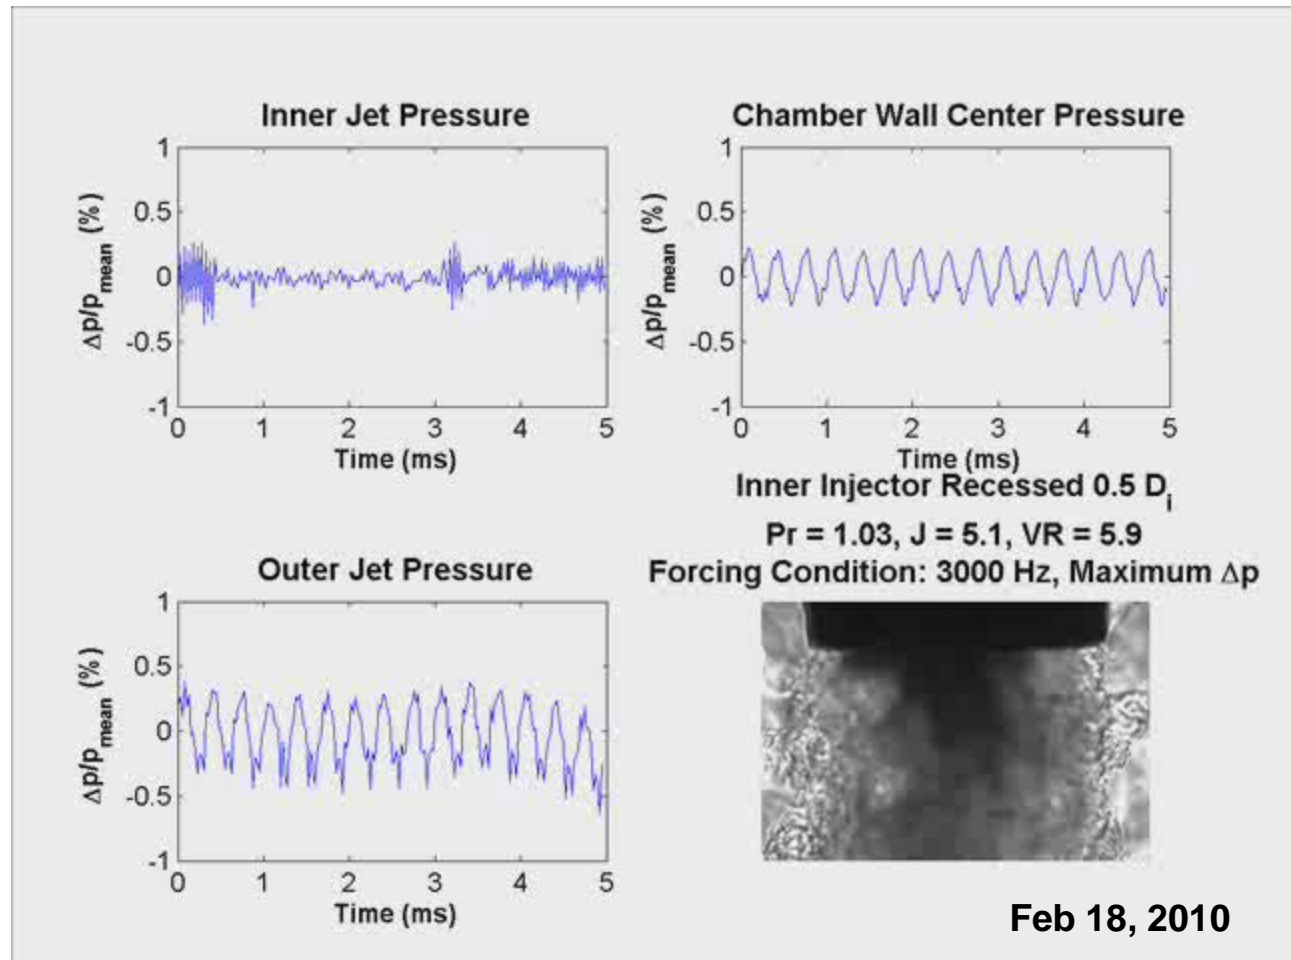 Inner Jet Pressure
1
0.5
0
-0.5
-1
Δp/p_mean (%)
0 1 2 3 4 5
Time (ms)
Chamber Wall Center Pressure
1
0.5
0
-0.5
-1
Δp/p_mean (%)
0 1 2 3 4 5
Time (ms)
Inner Injector Recessed 0.5 D_i
Pr = 1.03, J = 5.1, VR = 5.9
Forcing Condition: 3000 Hz, Maximum Δp
Outer Jet Pressure
1
0.5
0
-0.5
-1
Δp/p_mean (%)
0 1 2 3 4 5
Time (ms)
Feb 18, 2010